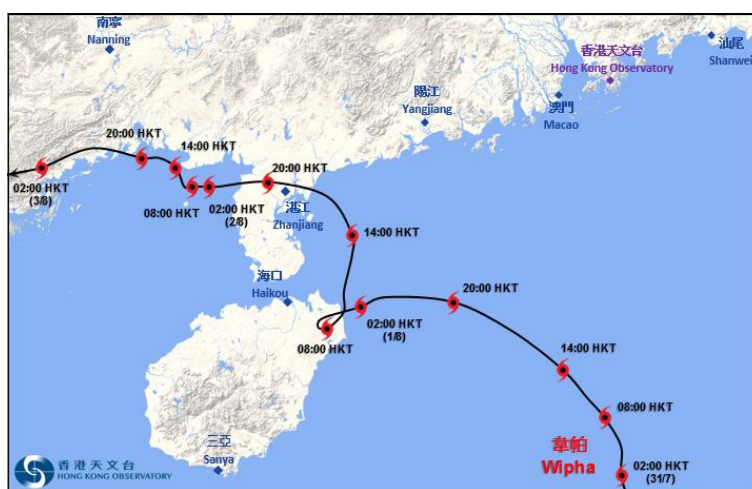 南寧
Nanning
汕尾
Shanwei
香港天文台
Hong Kong Observatory
陽江
Yangjiang
澳門
Macao
20:00 HKT
14:00 HKT
02:00 HKT
(3/8)
08:00 HKT
02:00 HKT
(2/8)
20:00 HKT
湛江
Zhanjiang
14:00 HKT
海口
Haikou
08:00 HKT
02:00 HKT
(1/8)
20:00 HKT
14:00 HKT
08:00 HKT
韋帕
Wipha
02:00 HKT
(31/7)
三亞
Sanya
香港天文台
HONG KONG OBSERVATORY